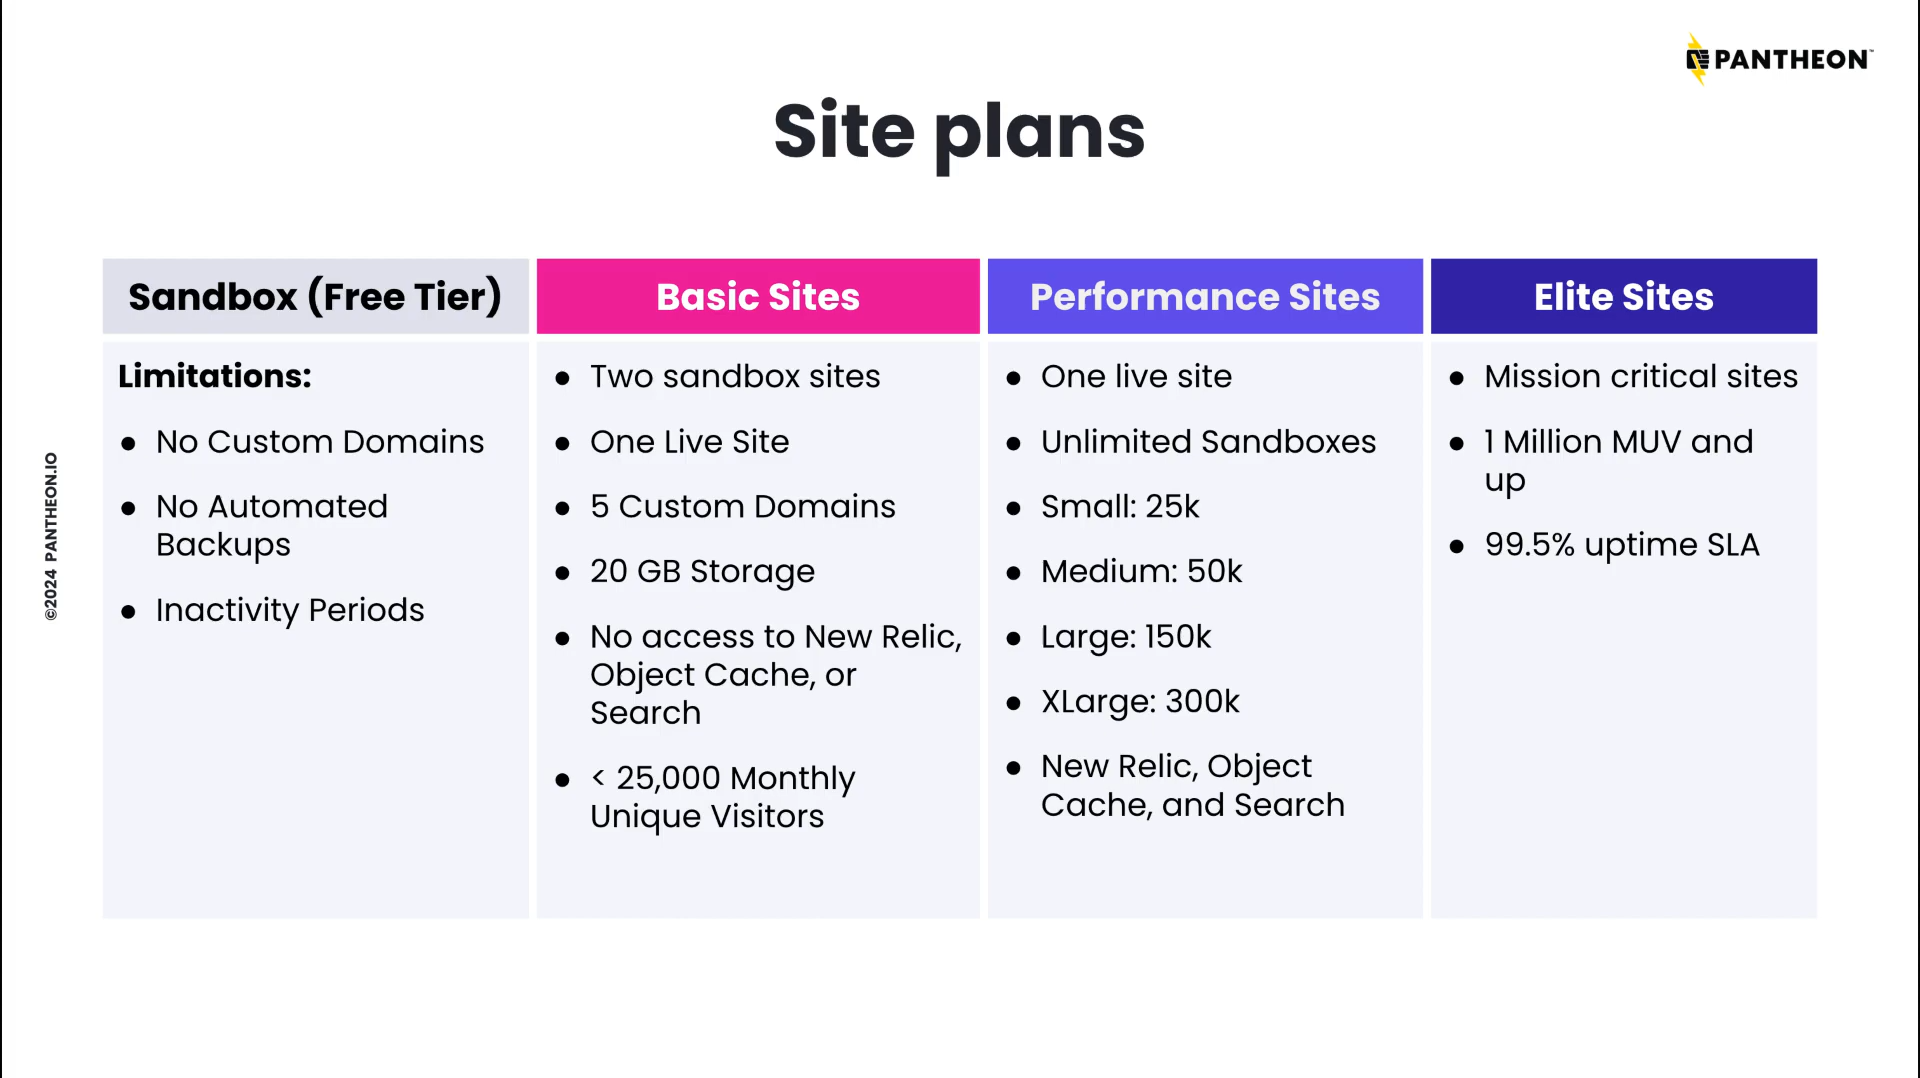 PANTHEON™
Site plans
Sandbox (Free Tier)
Limitations:
● No Custom Domains
● No Automated
Backups
● Inactivity Periods
Basic Sites
● Two sandbox sites
● One Live Site
● 5 Custom Domains
● 20 GB Storage
● No access to New Relic,
Object Cache, or
Search
● < 25,000 Monthly
Unique Visitors
Performance Sites
● One live site
● Unlimited Sandboxes
● Small: 25k
● Medium: 50k
● Large: 150k
● XLarge: 300k
● New Relic, Object
Cache, and Search
Elite Sites
● Mission critical sites
● 1 Million MUV and
up
● 99.5% uptime SLA
©2024 PANTHEON.IO